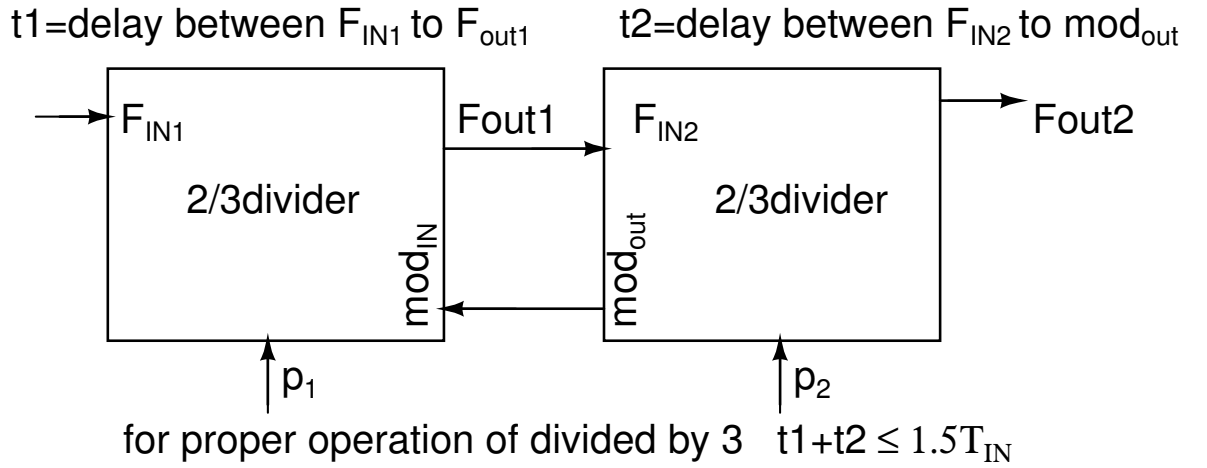 t1=delay between F_IN1 to F_out1
t2=delay between F_IN2 to mod_out
F_IN1
Fout1
F_IN2
Fout2
2/3divider
2/3divider
mod_IN
mod_out
p_1
p_2
for proper operation of divided by 3 t1+t2 ≤ 1.5T_IN